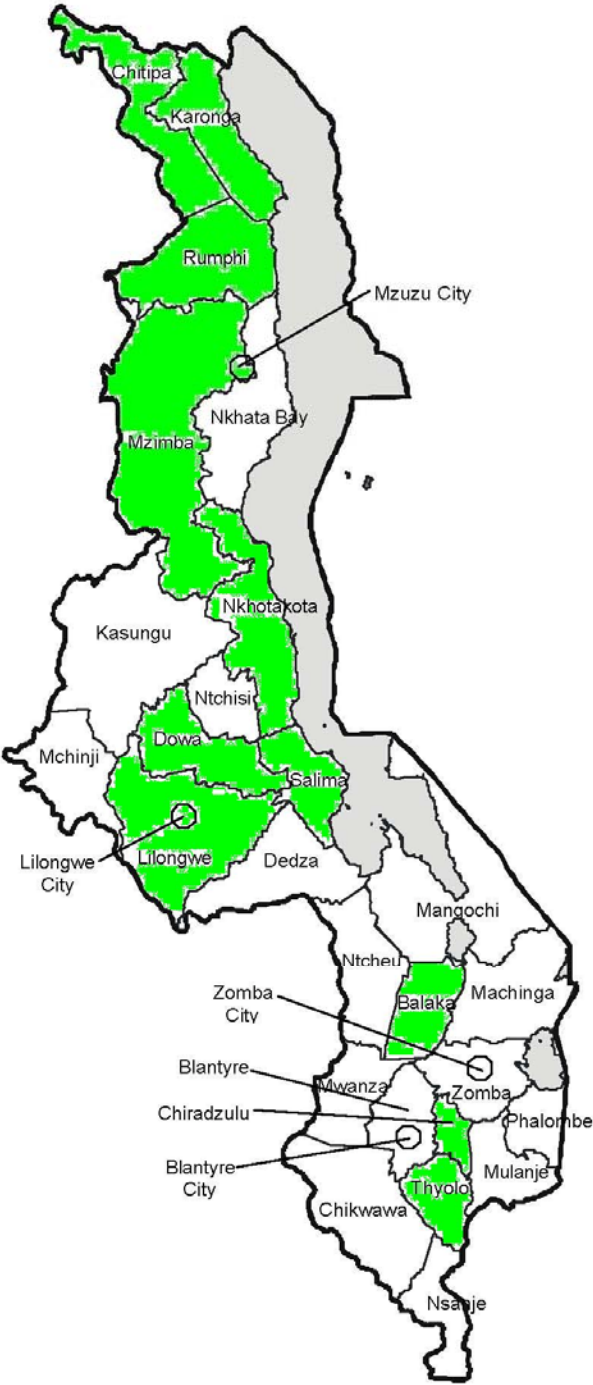 Chitipa
Karonga
Rumphi
Mzuzu City
Nkhata Bay
Mzimba
Nkhotakota
Kasungu
Ntchisi
Dowa
Mchinji
Salima
Lilongwe
City
Lilongwe
Dedza
Mangochi
Ntcheu
Zomba
City
Balaka
Machinga
Blantyre
Mwanza
Zomba
Chiradzulu
Phalombe
Blantyre
City
Mulanje
Thyolo
Chikwawa
Nsanje